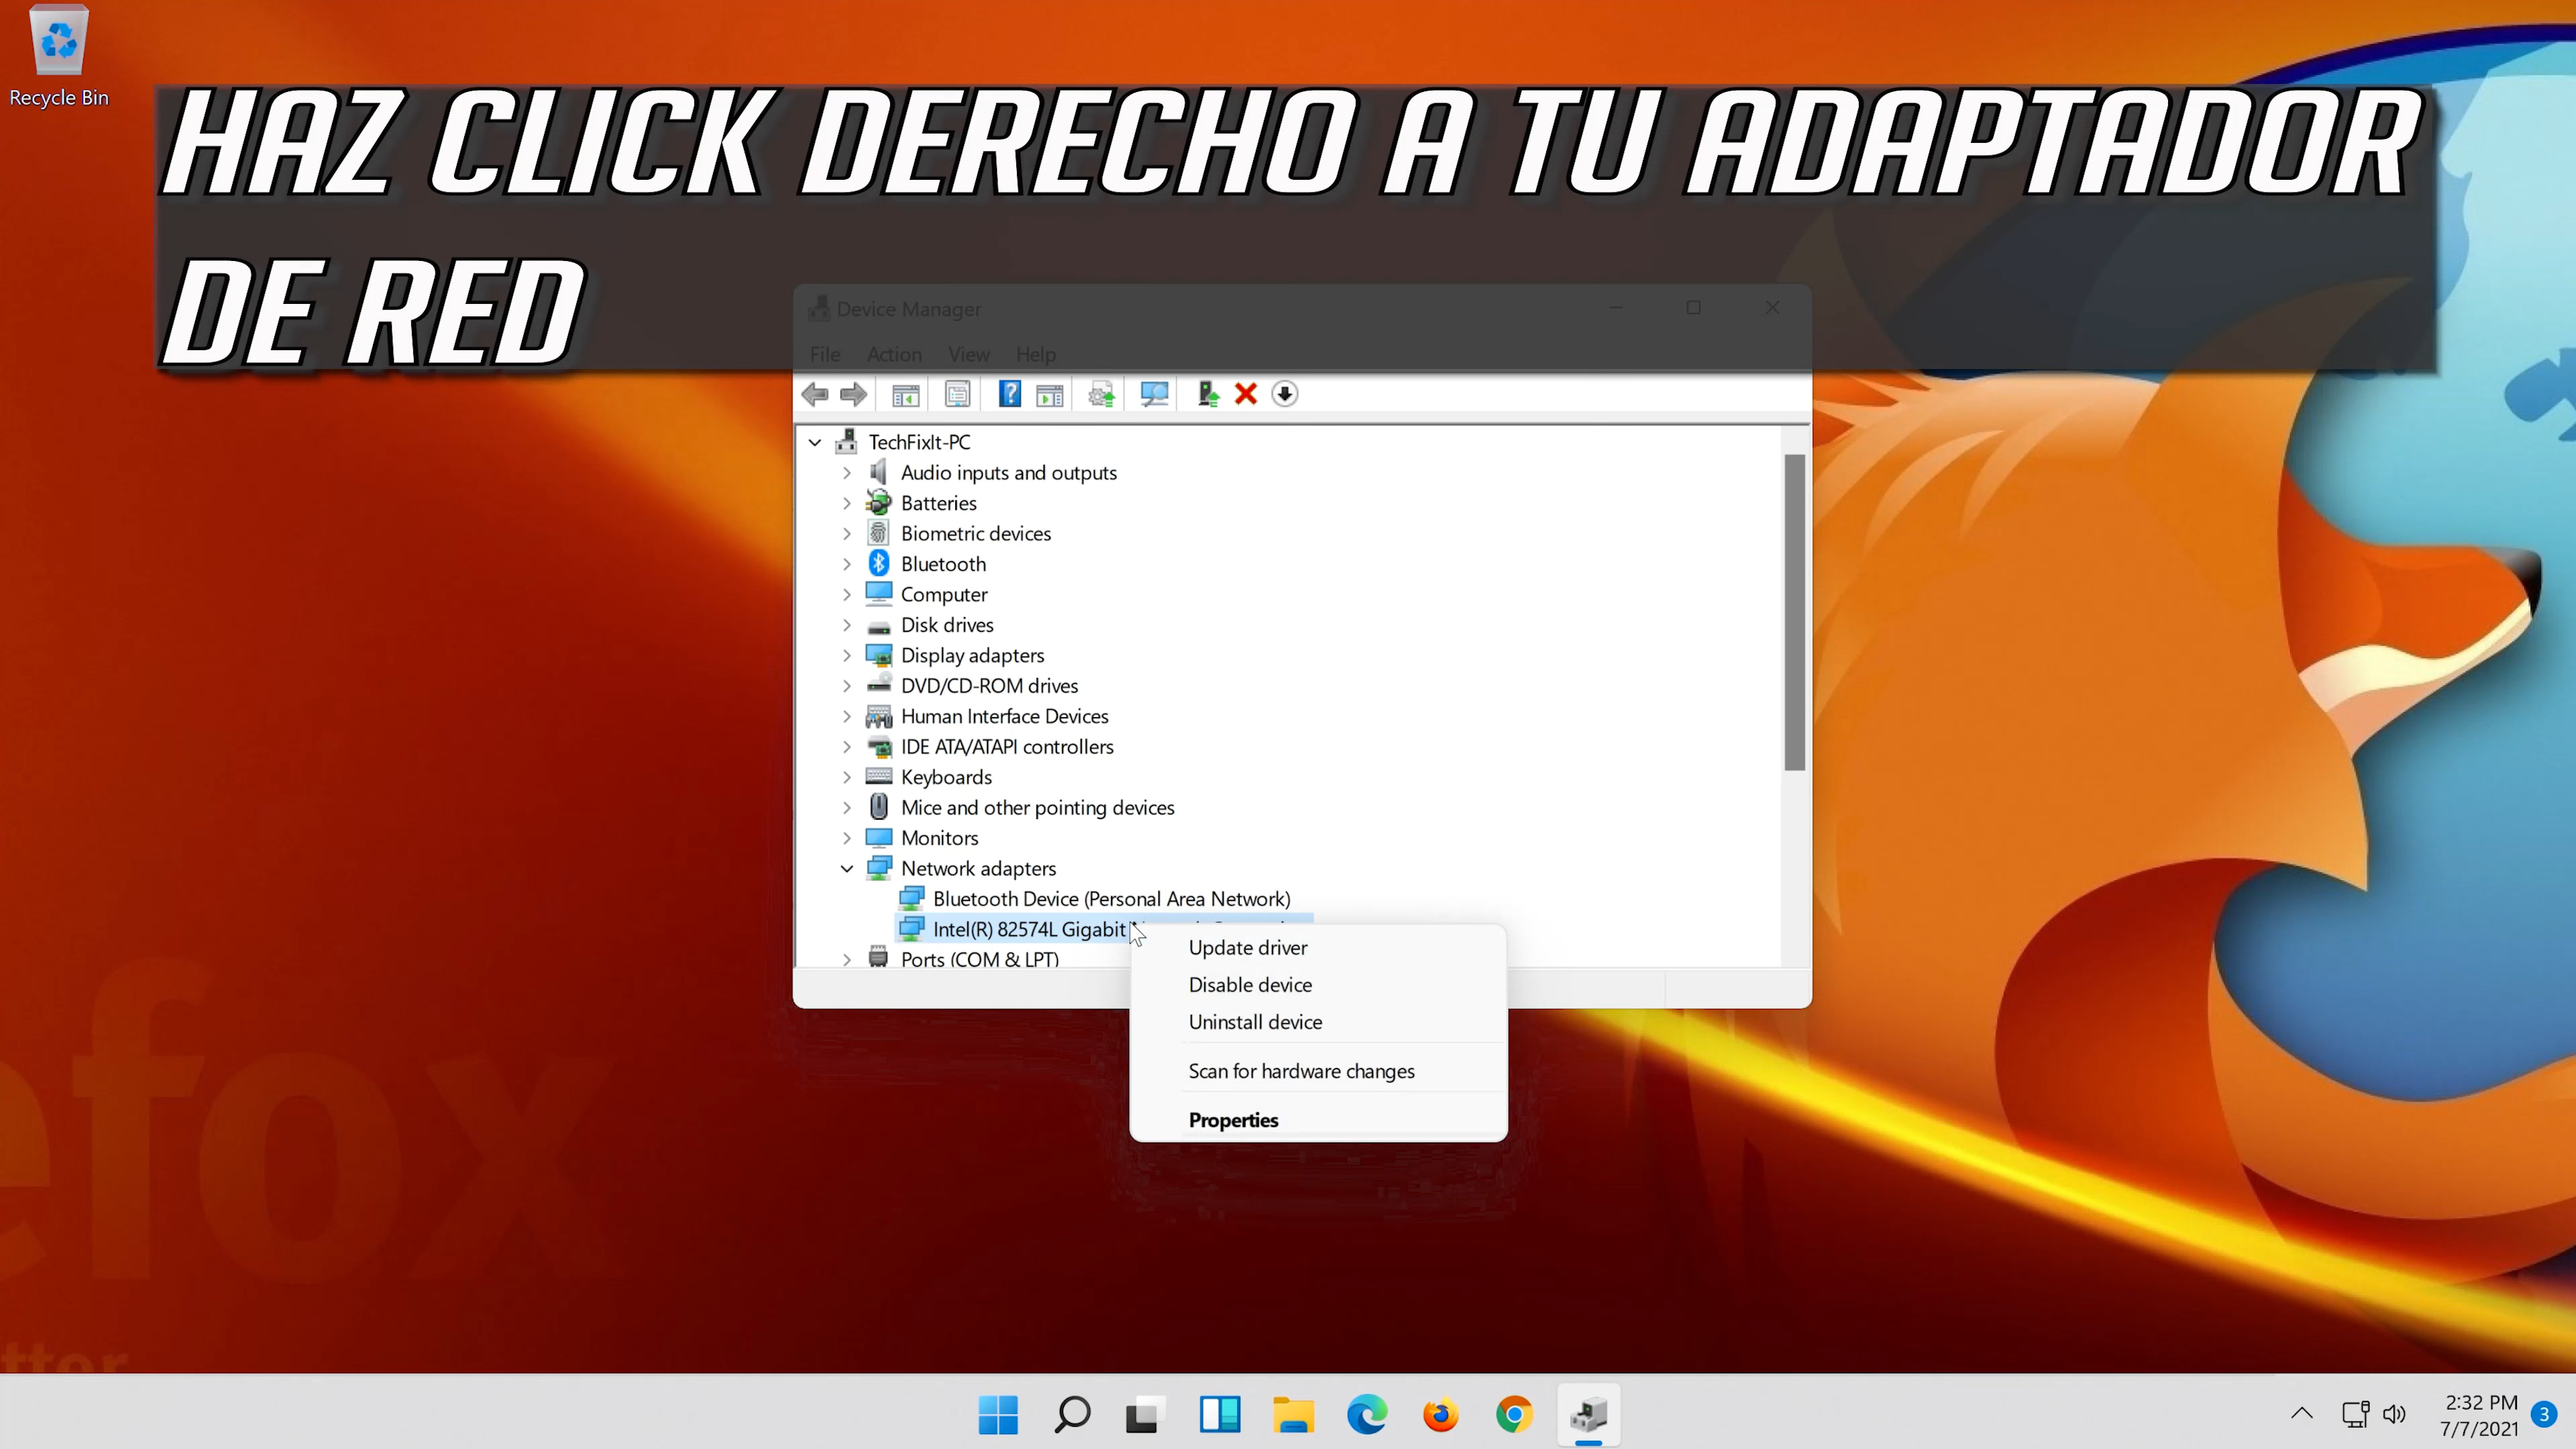 Recycle Bin
HAZ CLICK DERECHO A TU ADAPTADOR
DE RED
Device Manager
File Action View Help
TechFixIt-PC
Audio inputs and outputs
Batteries
Biometric devices
Bluetooth
Computer
Disk drives
Display adapters
DVD/CD-ROM drives
Human Interface Devices
IDE ATA/ATAPI controllers
Keyboards
Mice and other pointing devices
Monitors
Network adapters
Bluetooth Device (Personal Area Network)
Intel(R) 82574L Gigabit
Ports (COM & LPT)
Update driver
Disable device
Uninstall device
Scan for hardware changes
Properties
efox
2:32 PM
7/7/2021
3